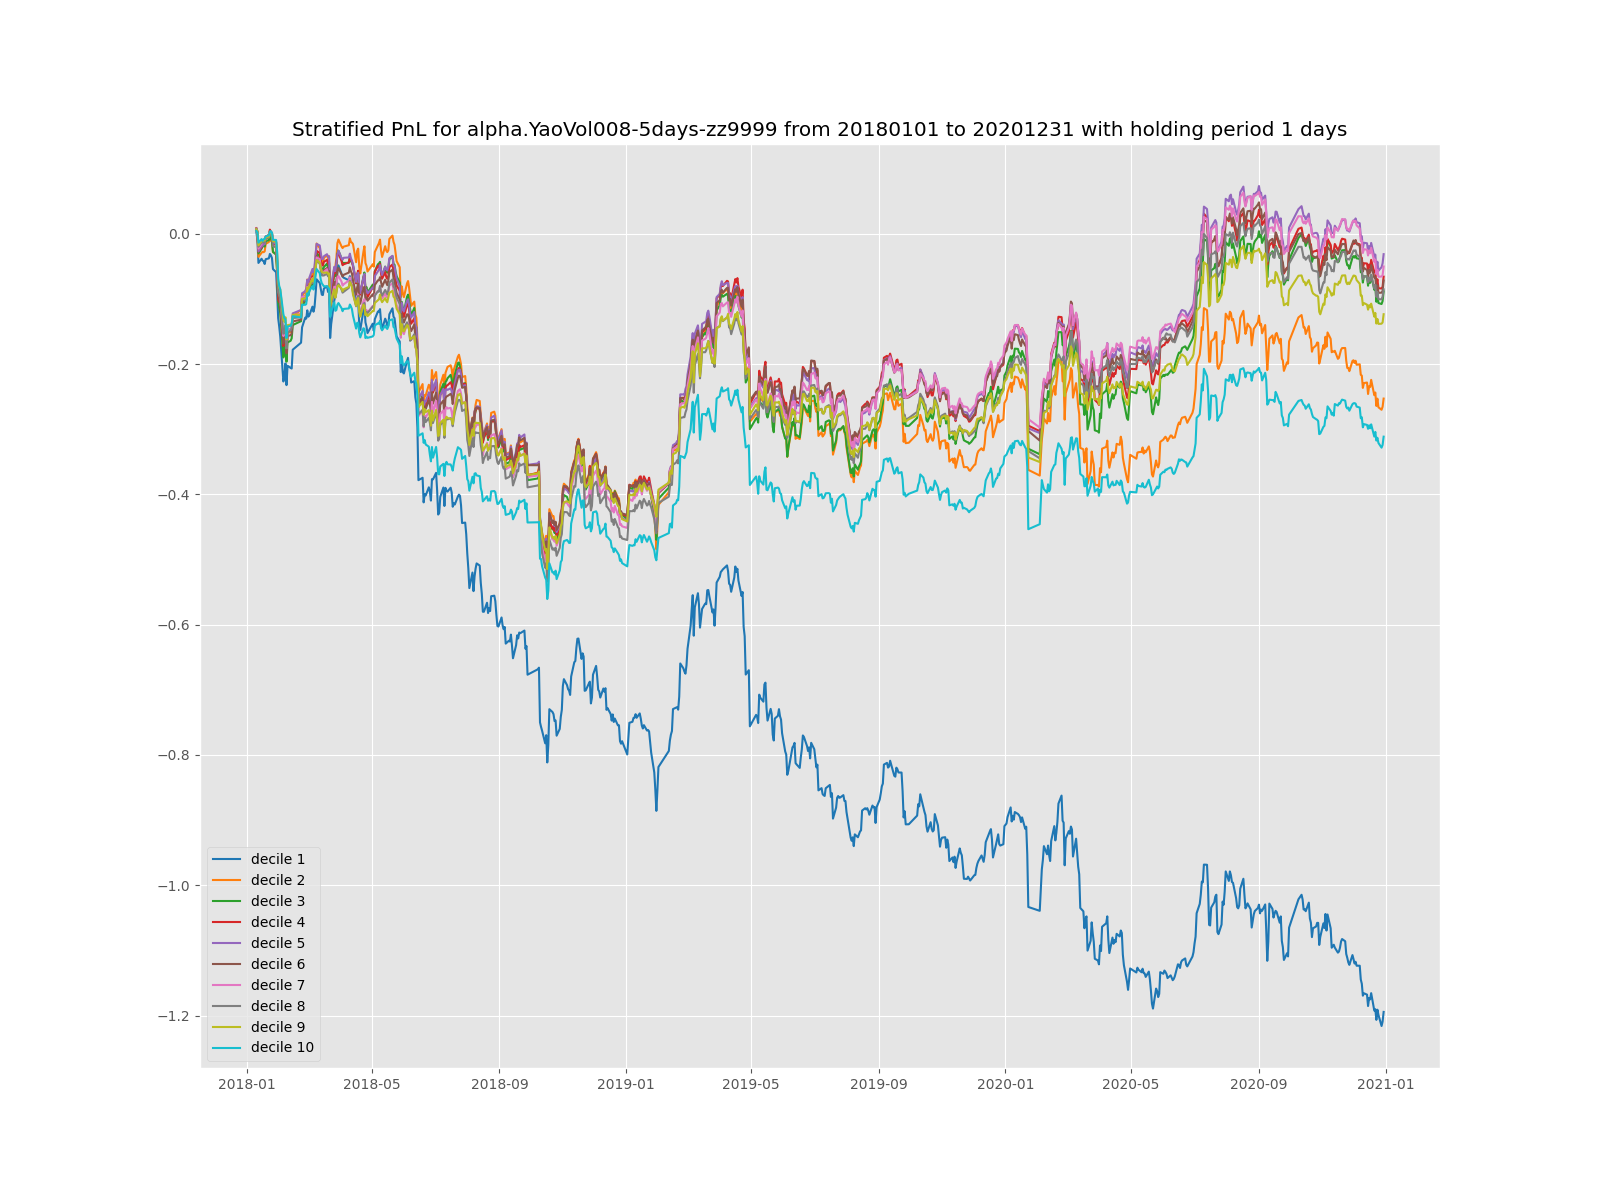 Stratified PnL for alpha.YaoVol008-5days-zz9999 from 20180101 to 20201231 with holding period 1 days
0.0
−0.2
−0.4
−0.6
−0.8
−1.0
−1.2
decile 1
decile 2
decile 3
decile 4
decile 5
decile 6
decile 7
decile 8
decile 9
decile 10
2018-01 2018-05 2018-09 2019-01 2019-05 2019-09 2020-01 2020-05 2020-09 2021-01